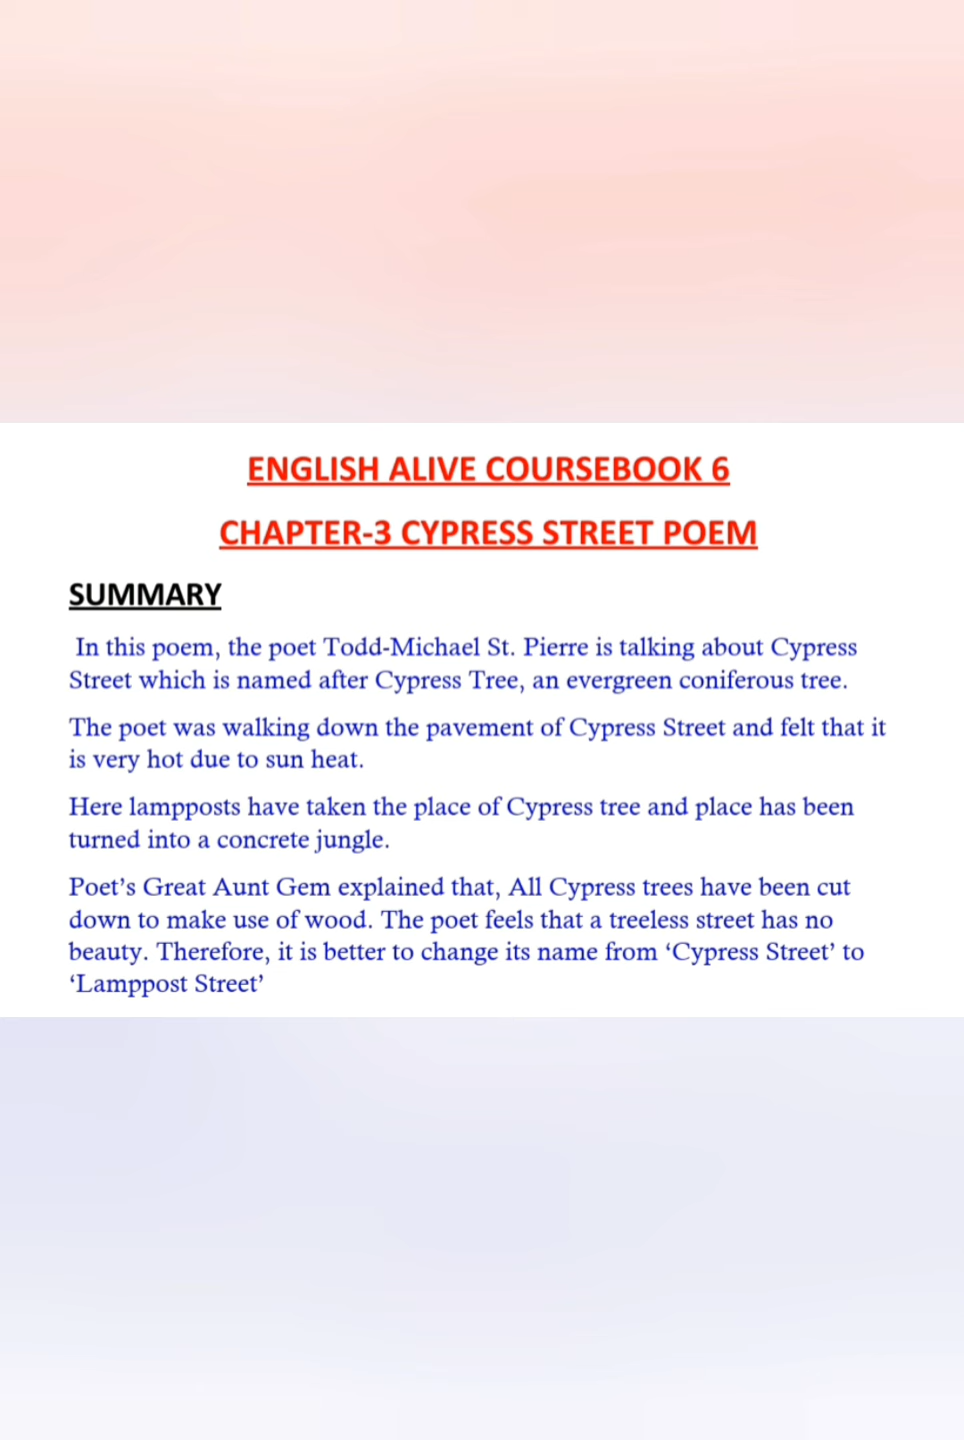 ENGLISH ALIVE COURSEBOOK 6
CHAPTER-3 CYPRESS STREET POEM
SUMMARY
In this poem, the poet Todd-Michael St. Pierre is talking about Cypress
Street which is named after Cypress Tree, an evergreen coniferous tree.
The poet was walking down the pavement of Cypress Street and felt that it
is very hot due to sun heat.
Here lampposts have taken the place of Cypress tree and place has been
turned into a concrete jungle.
Poet’s Great Aunt Gem explained that, All Cypress trees have been cut
down to make use of wood. The poet feels that a treeless street has no
beauty. Therefore, it is better to change its name from ‘Cypress Street’ to
‘Lamppost Street’